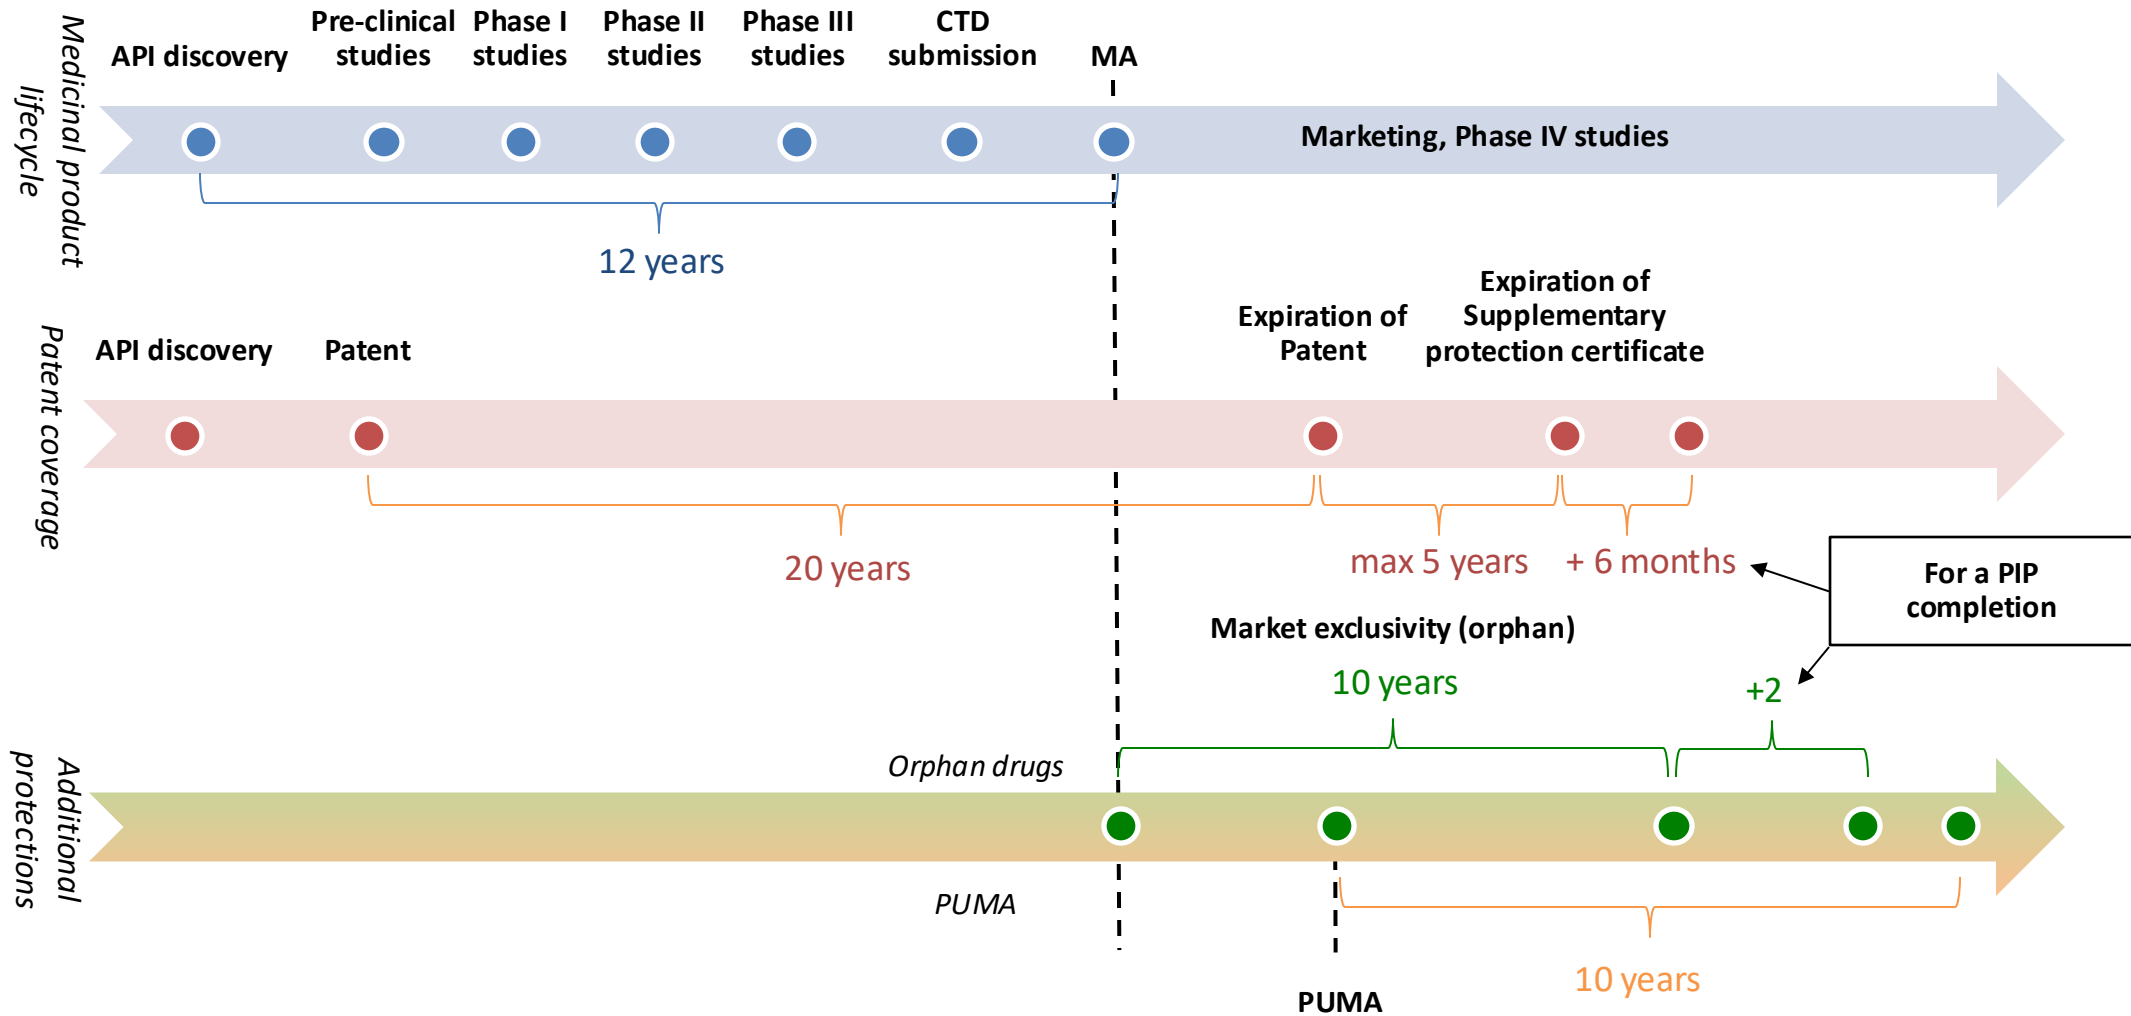 Medicinal product
lifecycle
API discovery
Pre-clinical
studies
Phase I
studies
Phase II
studies
Phase III
studies
CTD
submission
MA
Marketing, Phase IV studies
12 years
Patent coverage
API discovery
Patent
Expiration of
Patent
Expiration of
Supplementary
protection certificate
20 years
max 5 years
+ 6 months
For a PIP
completion
Market exclusivity (orphan)
10 years
+2
Additional
protections
Orphan drugs
PUMA
10 years
PUMA